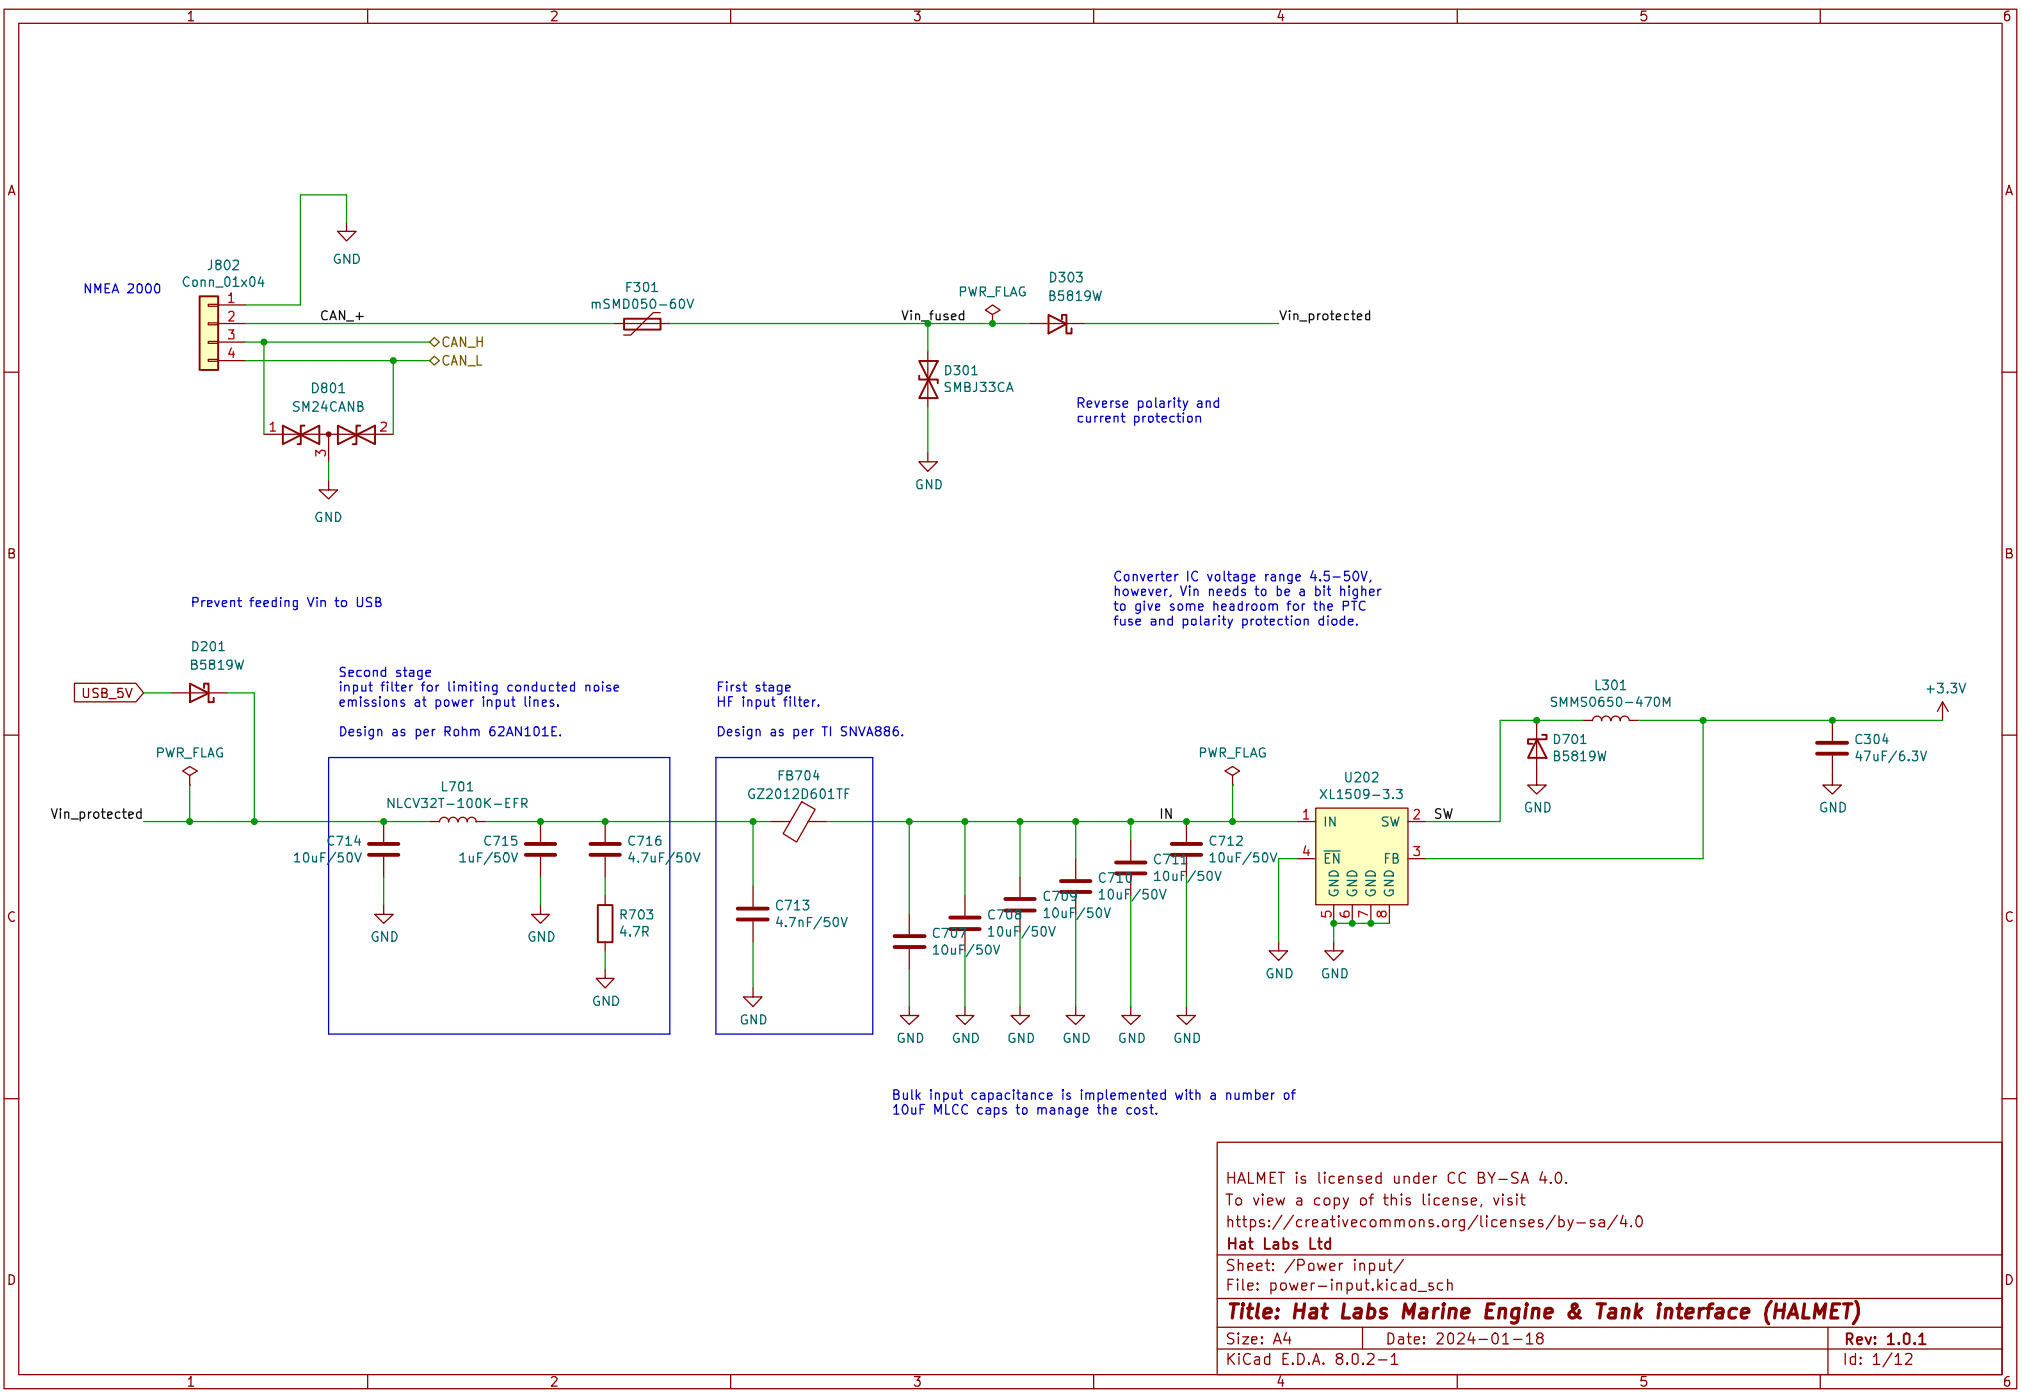 1 2 3 4 5 6
A A
B B
C C
D D
1 2 3 4 5 6
NMEA 2000
J802
Conn_01x04
1
2
3
4
GND
CAN_+
CAN_H
CAN_L
D801
SM24CANB
1
2
3
GND
F301
mSMD050-60V
Vin_fused
PWR_FLAG
D303
B5819W
Vin_protected
D301
SMBJ33CA
GND
Reverse polarity and
current protection
Converter IC voltage range 4.5-50V,
however, Vin needs to be a bit higher
to give some headroom for the PTC
fuse and polarity protection diode.
Prevent feeding Vin to USB
D201
B5819W
USB_5V
PWR_FLAG
Vin_protected
Second stage
input filter for limiting conducted noise
emissions at power input lines.
Design as per Rohm 62AN101E.
L701
NLCV32T-100K-EFR
C714
10uF/50V
GND
C715
1uF/50V
GND
C716
4.7uF/50V
R703
4.7R
GND
First stage
HF input filter.
Design as per TI SNVA886.
FB704
GZ2012D601TF
C713
4.7nF/50V
GND
C707
10uF/50V
GND
C708
10uF/50V
GND
C709
10uF/50V
GND
C710
10uF/50V
GND
C711
10uF/50V
GND
C712
10uF/50V
GND
IN
PWR_FLAG
U202
XL1509-3.3
1 IN
SW 2
4 EN
FB 3
GND GND GND GND
5 6 7 8
GND
GND
SW
D701
B5819W
GND
L301
SMMS0650-470M
C304
47uF/6.3V
GND
+3.3V
Bulk input capacitance is implemented with a number of
10uF MLCC caps to manage the cost.
HALMET is licensed under CC BY-SA 4.0.
To view a copy of this license, visit
https://creativecommons.org/licenses/by-sa/4.0
Hat Labs Ltd
Sheet: /Power input/
File: power-input.kicad_sch
Title: Hat Labs Marine Engine & Tank interface (HALMET)
Size: A4 Date: 2024-01-18 Rev: 1.0.1
KiCad E.D.A. 8.0.2-1 Id: 1/12